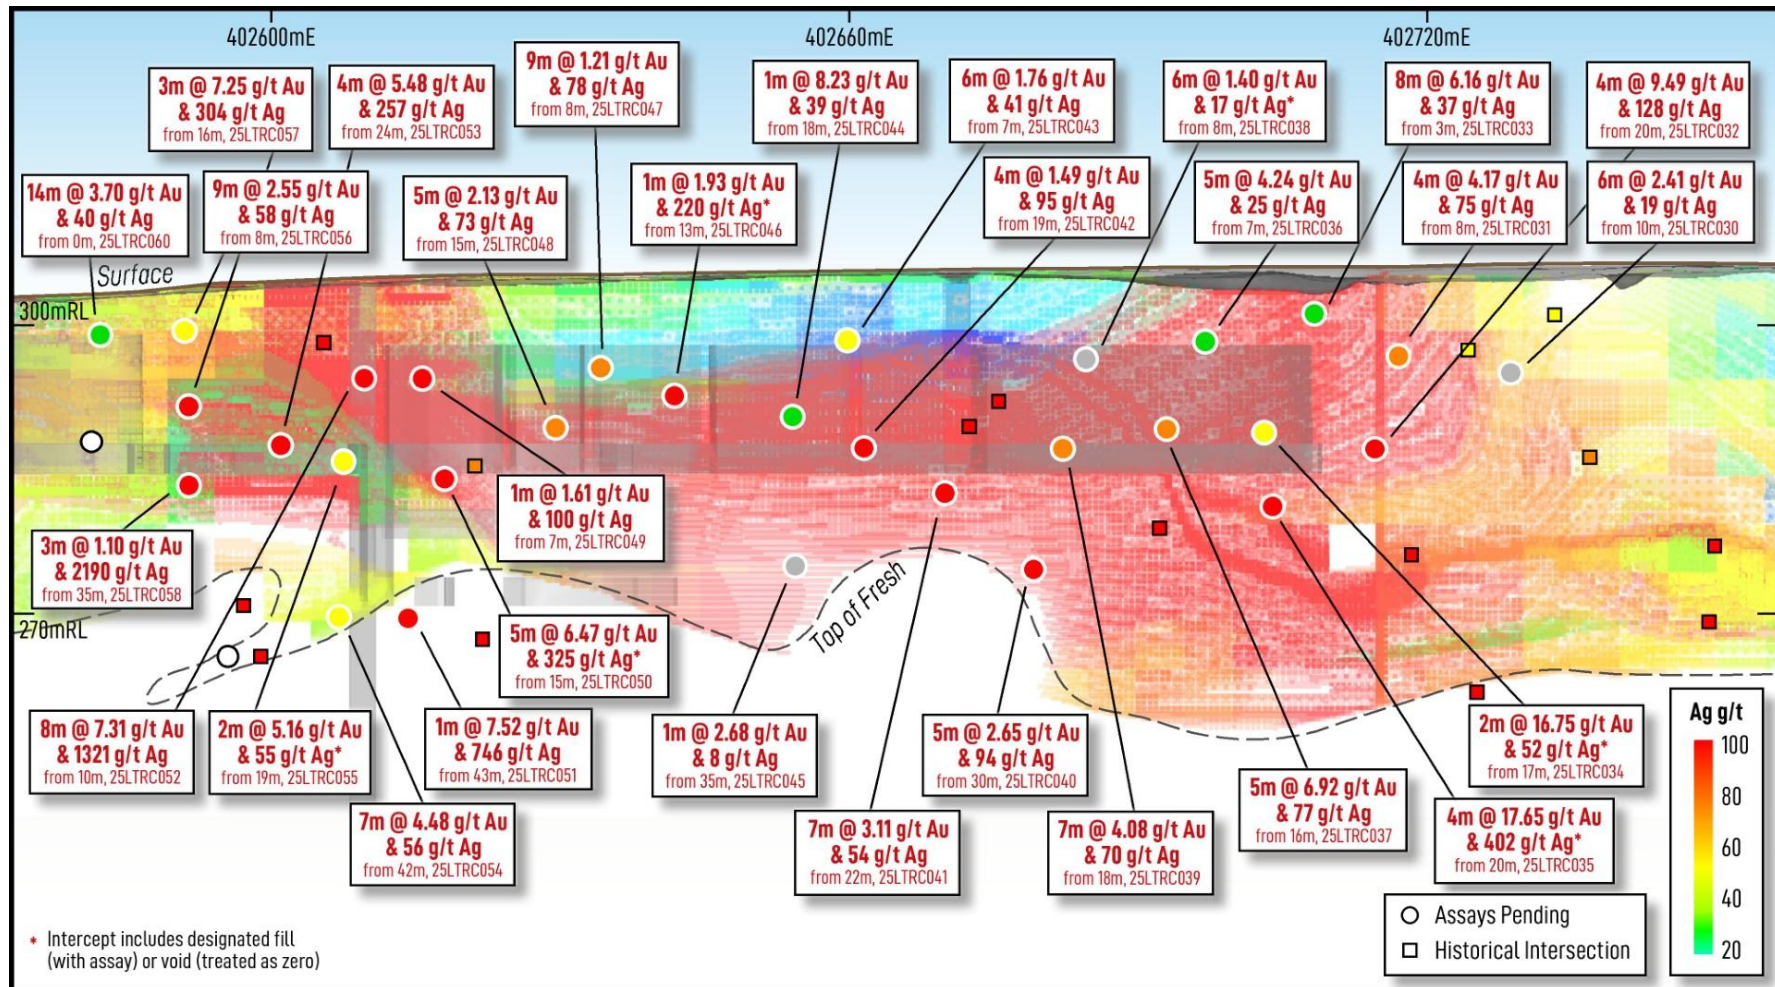 402600mE
402660mE
402720mE
3m @ 7.25 g/t Au
& 304 g/t Ag
from 16m, 25LTRC057
4m @ 5.48 g/t Au
& 257 g/t Ag
from 24m, 25LTRC053
9m @ 1.21 g/t Au
& 78 g/t Ag
from 8m, 25LTRC047
1m @ 8.23 g/t Au
& 39 g/t Ag
from 18m, 25LTRC044
6m @ 1.76 g/t Au
& 41 g/t Ag
from 7m, 25LTRC043
6m @ 1.40 g/t Au
& 17 g/t Ag*
from 8m, 25LTRC038
8m @ 6.16 g/t Au
& 37 g/t Ag
from 3m, 25LTRC033
4m @ 9.49 g/t Au
& 128 g/t Ag
from 20m, 25LTRC032
14m @ 3.70 g/t Au
& 40 g/t Ag
from 0m, 25LTRC060
9m @ 2.55 g/t Au
& 58 g/t Ag
from 8m, 25LTRC056
5m @ 2.13 g/t Au
& 73 g/t Ag
from 15m, 25LTRC048
1m @ 1.93 g/t Au
& 220 g/t Ag*
from 13m, 25LTRC046
4m @ 1.49 g/t Au
& 95 g/t Ag
from 19m, 25LTRC042
5m @ 4.24 g/t Au
& 25 g/t Ag
from 7m, 25LTRC036
4m @ 4.17 g/t Au
& 75 g/t Ag
from 8m, 25LTRC031
6m @ 2.41 g/t Au
& 19 g/t Ag
from 10m, 25LTRC030
Surface
300mRL
1m @ 1.61 g/t Au
& 100 g/t Ag
from 7m, 25LTRC049
3m @ 1.10 g/t Au
& 2190 g/t Ag
from 35m, 25LTRC058
270mRL
Top of Fresh
5m @ 6.47 g/t Au
& 325 g/t Ag*
from 15m, 25LTRC050
8m @ 7.31 g/t Au
& 1321 g/t Ag
from 10m, 25LTRC052
2m @ 5.16 g/t Au
& 55 g/t Ag*
from 19m, 25LTRC055
1m @ 7.52 g/t Au
& 746 g/t Ag
from 43m, 25LTRC051
1m @ 2.68 g/t Au
& 8 g/t Ag
from 35m, 25LTRC045
5m @ 2.65 g/t Au
& 94 g/t Ag
from 30m, 25LTRC040
2m @ 16.75 g/t Au
& 52 g/t Ag*
from 17m, 25LTRC034
7m @ 4.48 g/t Au
& 56 g/t Ag
from 42m, 25LTRC054
7m @ 3.11 g/t Au
& 54 g/t Ag
from 22m, 25LTRC041
7m @ 4.08 g/t Au
& 70 g/t Ag
from 18m, 25LTRC039
5m @ 6.92 g/t Au
& 77 g/t Ag
from 16m, 25LTRC037
4m @ 17.65 g/t Au
& 402 g/t Ag*
from 20m, 25LTRC035
Ag g/t
100
80
60
40
20
Assays Pending
Historical Intersection
* Intercept includes designated fill
(with assay) or void (treated as zero)